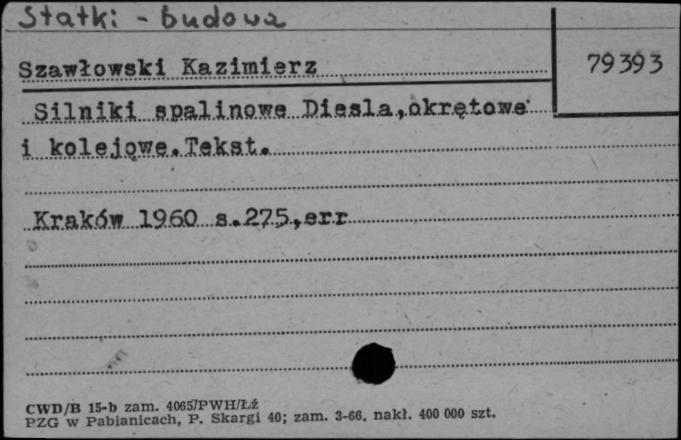 Statki - budowa
79393
Szawłowski Kazimierz
Silniki spalinowe Diesla,okrętowe
i kolejowe.Tekst.
Kraków 1960 s.275,err
CWD/B 15-b zam. 4065/PWH/Łź
PZG w Pabianicach, P. Skargi 40; zam. 3-66, nakł. 400 000 szt.